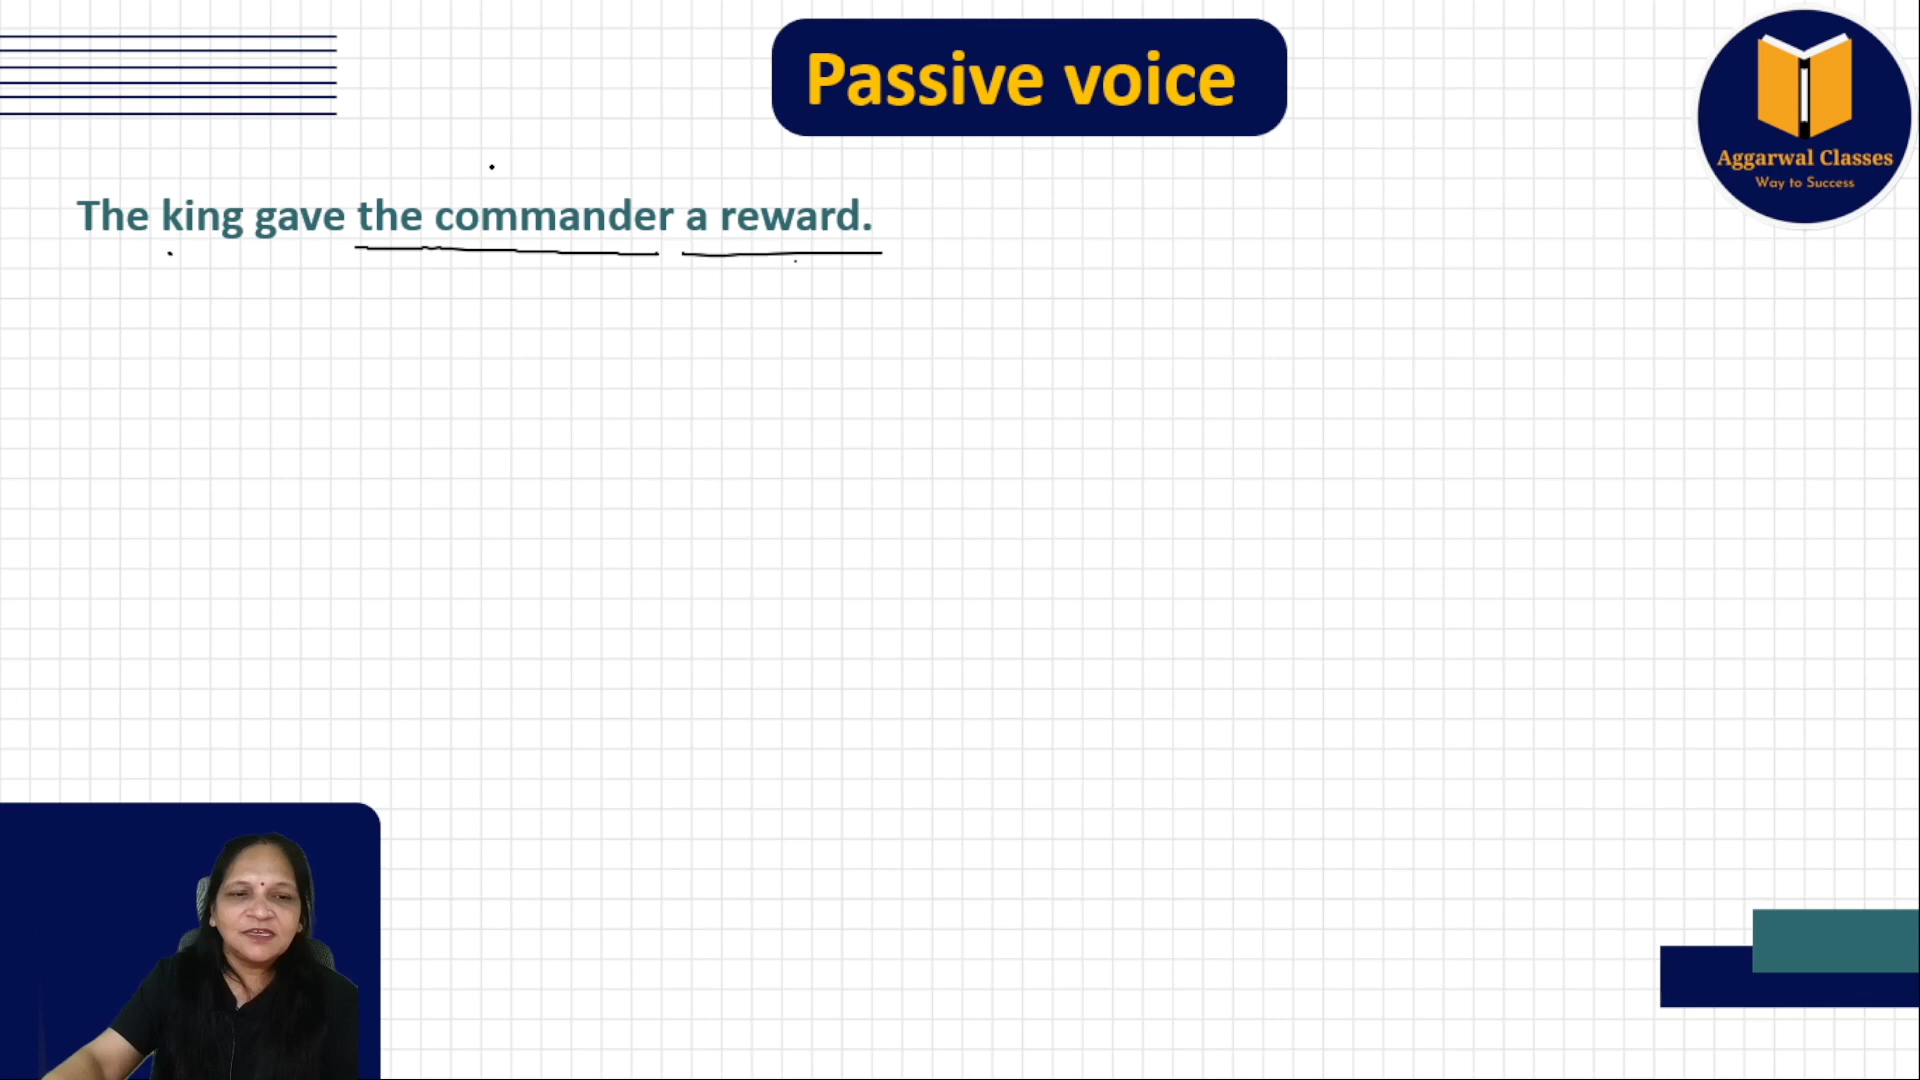 Passive voice
Aggarwal Classes
Way to Success
The king gave the commander a reward.